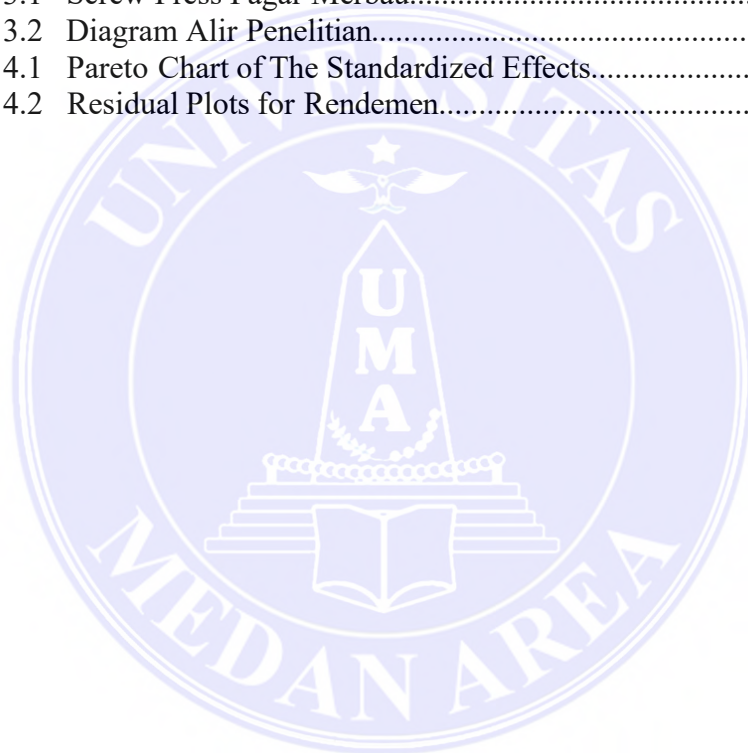 3.1 Screw Press Pagar Merbau........................................
3.2 Diagram Alir Penelitian.............................................
4.1 Pareto Chart of The Standardized Effects....................
4.2 Residual Plots for Rendemen.......................................
UNIVERSITAS
U
M
A
MEDAN AREA